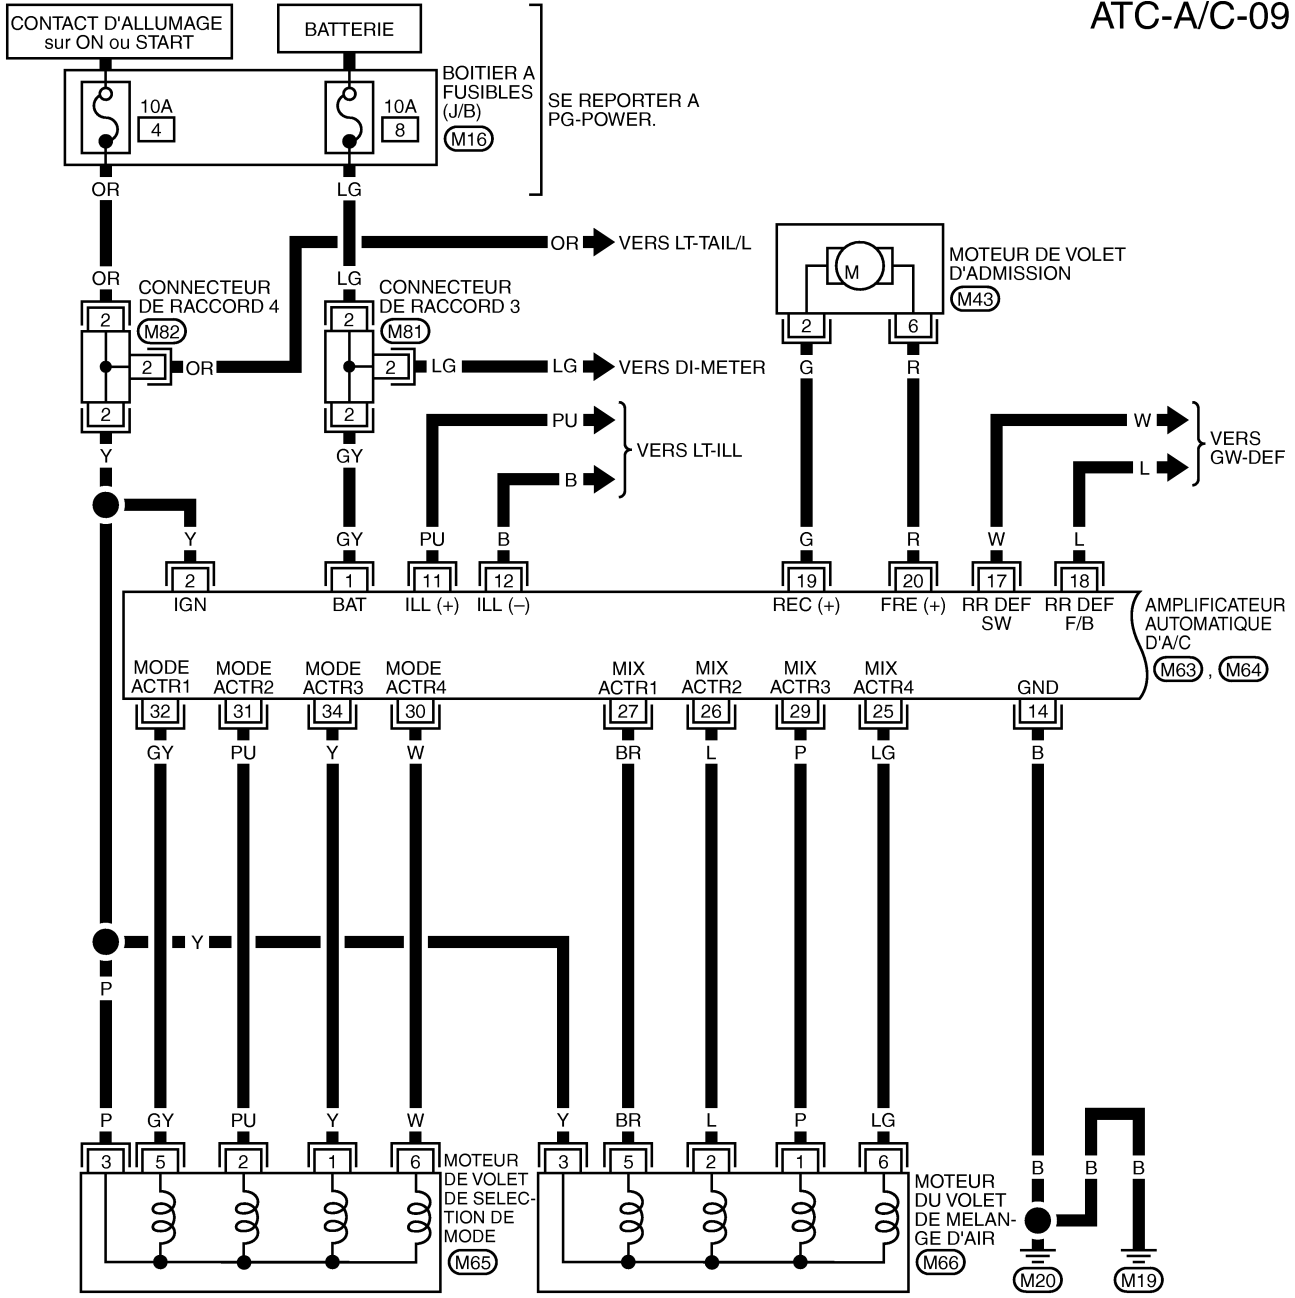 ATC-A/C-09
CONTACT D'ALLUMAGE
sur ON ou START
BATTERIE
10A
4
10A
8
BOITIER A
FUSIBLES
(J/B)
M16
SE REPORTER A
PG-POWER.
OR
LG
OR
VERS LT-TAIL/L
OR
LG
CONNECTEUR
DE RACCORD 4
M82
CONNECTEUR
DE RACCORD 3
M81
2
2
2
OR
2
LG
LG
VERS DI-METER
2
2
MOTEUR DE VOLET
D'ADMISSION
M43
M
2
6
G
R
Y
GY
PU
B
VERS LT-ILL
W
L
VERS
GW-DEF
Y
GY
PU
B
G
R
W
L
2
1
11
12
19
20
17
18
IGN
BAT
ILL (+)
ILL (–)
REC (+)
FRE (+)
RR DEF
SW
RR DEF
F/B
AMPLIFICATEUR
AUTOMATIQUE
D'A/C
M63 , M64
MODE
ACTR1
MODE
ACTR2
MODE
ACTR3
MODE
ACTR4
MIX
ACTR1
MIX
ACTR2
MIX
ACTR3
MIX
ACTR4
GND
32
31
34
30
27
26
29
25
14
GY
PU
Y
W
BR
L
P
LG
B
Y
P
P
GY
PU
Y
W
Y
BR
L
P
LG
3
5
2
1
6
3
5
2
1
6
MOTEUR
DE VOLET
DE SELEC-
TION DE
MODE
M65
MOTEUR
DU VOLET
DE MELAN-
GE D'AIR
M66
B
B
B
M20
M19